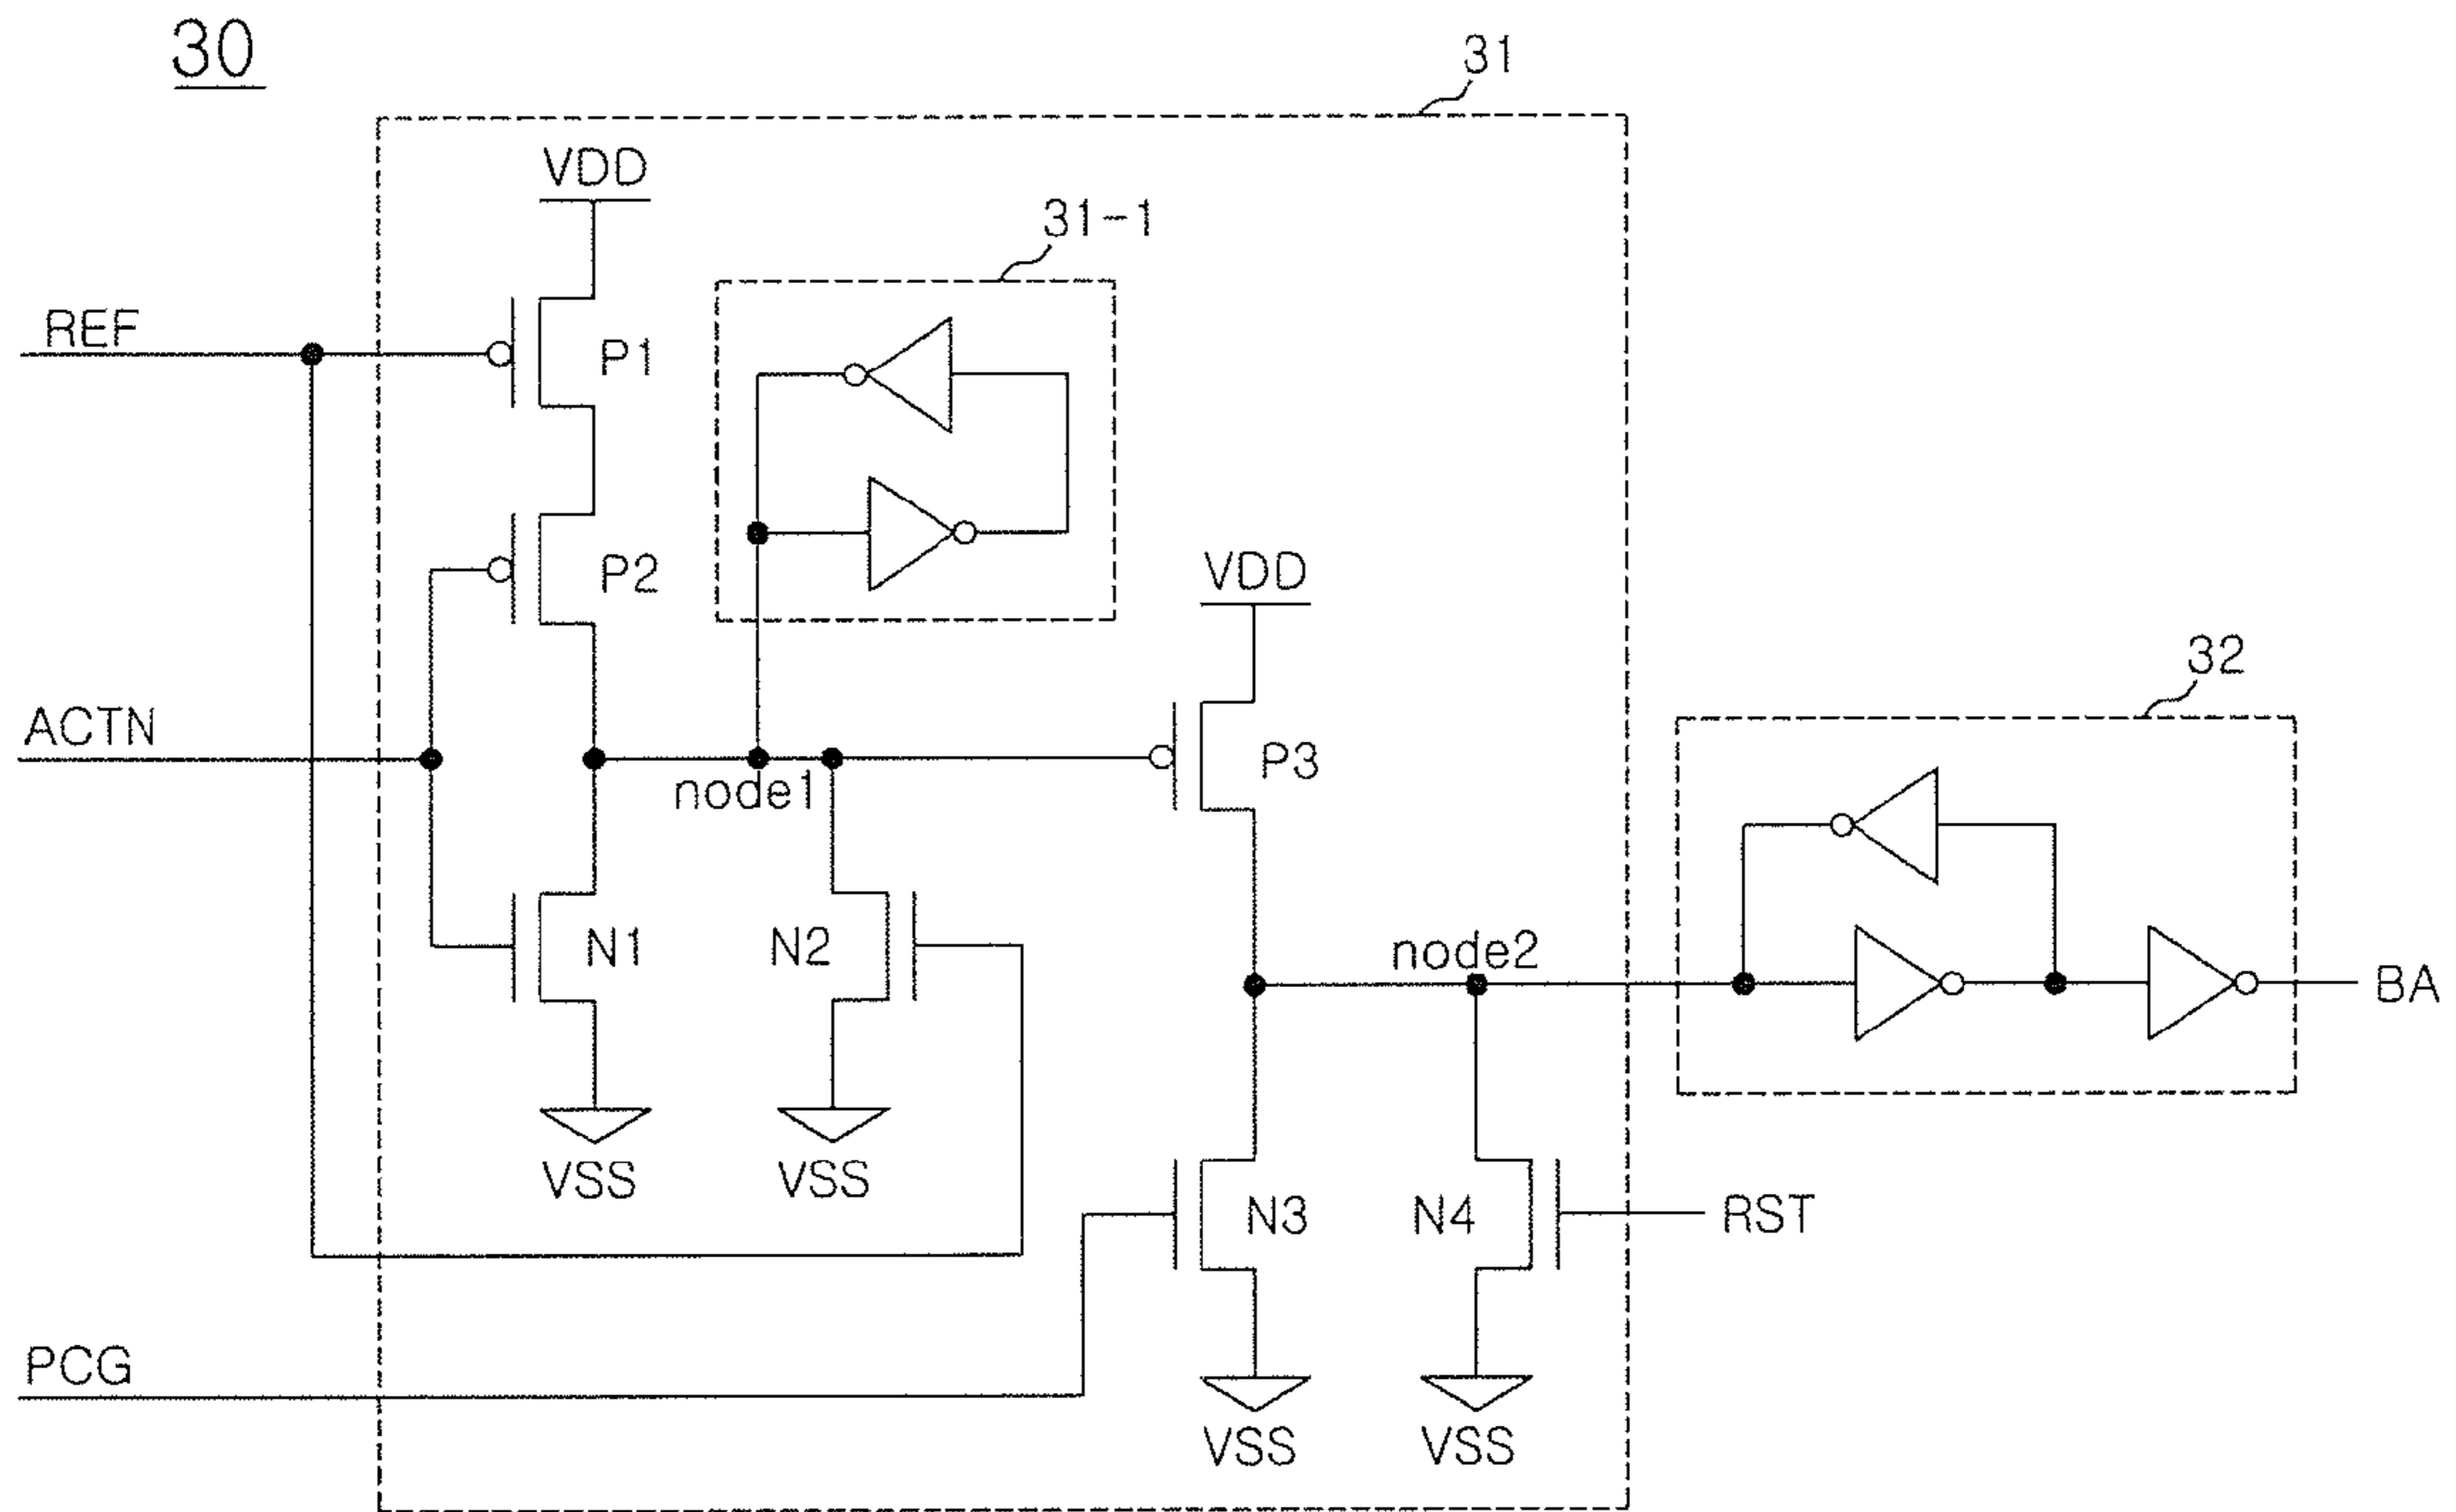 30
31
VDD
31-1
REF
P1
P2
VDD
32
ACTN
P3
node1
N1
N2
node2
BA
VSS
VSS
N3
N4
RST
PCG
VSS
VSS